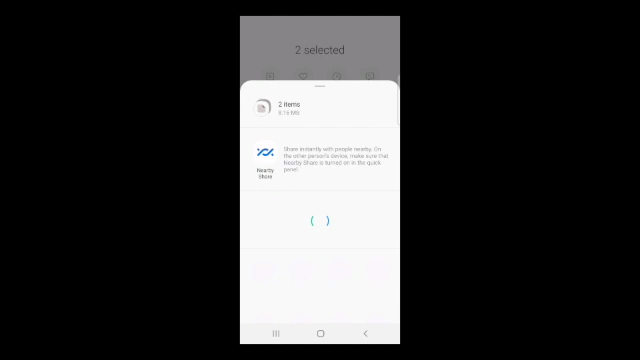 2 selected
2 items
8.16 MB
Share instantly with people nearby. On
the other person's device, make sure that
Nearby Share is turned on in the quick
panel.
Nearby
Share